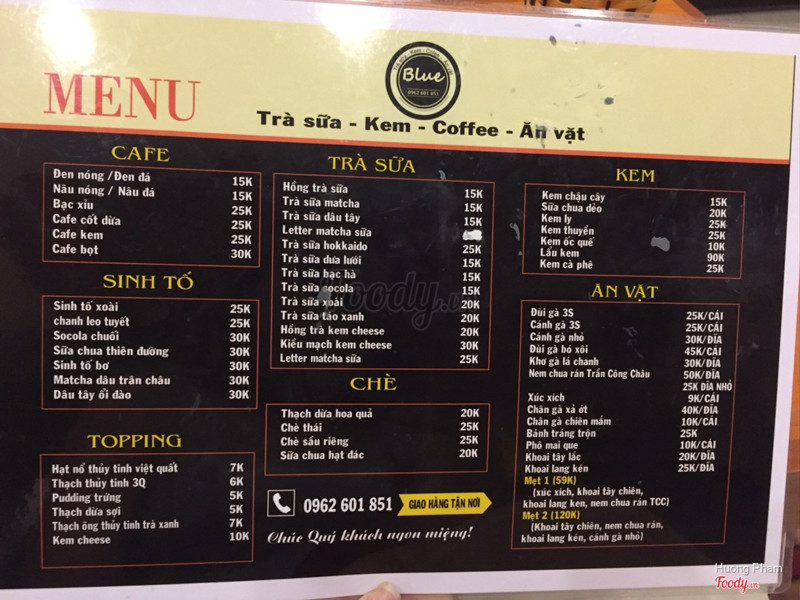 MENU
Trà sữa - Kem - Coffee - Ăn vặt
Blue
0962 601 851
Trà sữa - Kem - Coffee - Ăn vặt
CAFE
Đen nóng /Đen đá 15K
Nâu nóng / Nâu đá 15K
Bạc xỉu 25K
Cafe cốt dừa 25K
Cafe kem 25K
Cafe bọt 30K
SINH TỐ
Sinh tố xoài 25K
chanh leo tuyết 25K
Socola chuối 30K
Sữa chua thiên đường 30K
Sinh tố bơ 30K
Matcha dâu trân châu 30K
Dâu tây ổi đào 30K
TOPPING
Hạt nổ thủy tinh việt quất 7K
Thạch thủy tinh 3Q 6K
Pudding trứng 5K
Thạch dừa sợi 5K
Thạch ống thủy tinh trà xanh 7K
Kem cheese 10K
TRÀ SỮA
Hồng trà sữa 15K
Trà sữa matcha 15K
Trà sữa dâu tây 15K
Letter matcha sữa
Trà sữa hokkaido 25K
Trà sữa dưa lưới 15K
Trà sữa bạc hà 15K
Trà sữa socola 15K
Trà sữa xoài 20K
Trà sữa táo xanh 20K
Hồng trà kem cheese 20K
Kiều mạch kem cheese 30K
Letter matcha sữa 25K
CHÈ
Thạch dừa hoa quả 20K
Chè thái 25K
Chè sầu riêng 25K
Sữa chua hạt đác 20K
0962 601 851 GIAO HÀNG TẬN NƠI
Chúc Quý khách ngon miệng!
KEM
Kem chậu cây 15K
Sữa chua dẻo 20K
Kem ly 25K
Kem thuyền 25K
Kem ốc quế 10K
Lẩu kem 90K
Kem cà phê 25K
ĂN VẶT
Đùi gà 3S 25K/CÁI
Cánh gà 3S 25K/CÁI
Cánh gà nhỏ 30K/ĐĨA
Đùi gà bó xôi 45K/CÁI
Khơ gà lá chanh 30K/ĐĨA
Nem chua rán Trần Công Châu 50K/ĐĨA
25K ĐĨA NHỎ
Xúc xích 9K/CÁI
Chân gà xả ớt 40K/ĐĨA
Chân gà chiên mắm 10K/CÁI
Bánh tráng trộn 25K
Phô mai que 10K/CÁI
Khoai tây lắc 20K/ĐĨA
Khoai lang kén 25K/ĐĨA
Mẹt 1 (59K)
(xúc xích, khoai tây chiên,
khoai lang ken, nem chua rán TCC)
Mẹt 2 (120K)
(Khoai tây chiên, nem chua rán,
khoai lang kén, cánh gà nhỏ)
foody.vn
Huong Pham
Foody.vn